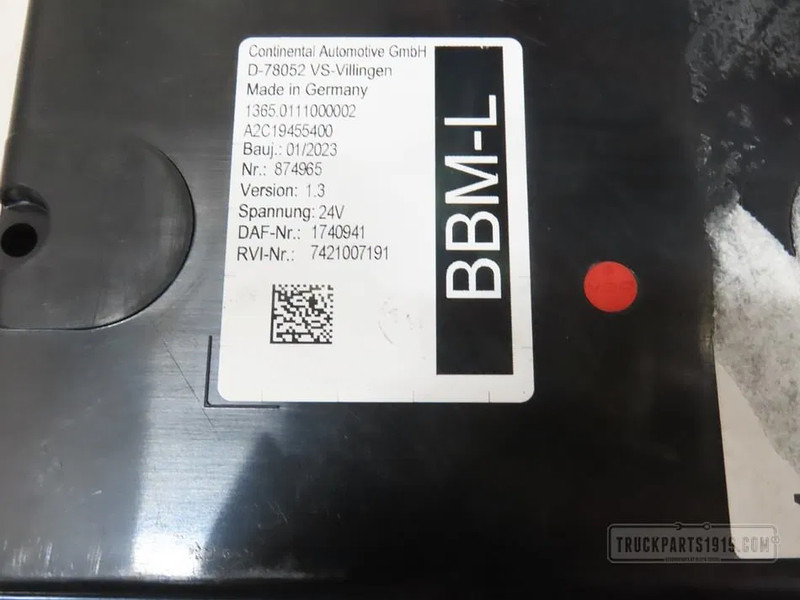 Continental Automotive GmbH
D-78052 VS-Villingen
Made in Germany
1365.0111000002
A2C19455400
Bauj.: 01/2023
Nr.: 874965
Version: 1.3
Spannung: 24V
DAF-Nr.: 1740941
RVI-Nr.: 7421007191
BBM-L
TRUCKPARTS1919.COM